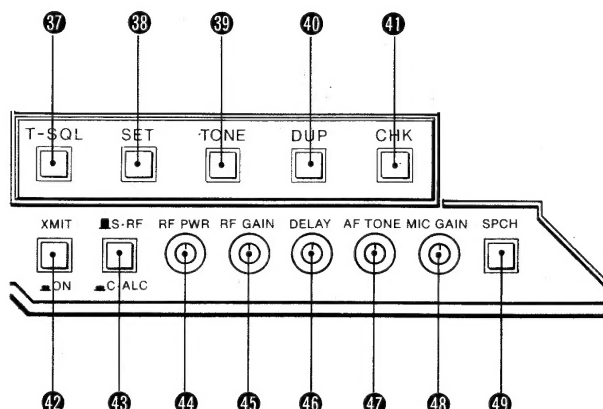 37 38 39 40 41
T-SQL SET TONE DUP CHK
XMIT S·RF RF PWR RF GAIN DELAY AF TONE MIC GAIN SPCH
ON C·ALC
42 43 44 45 46 47 48 49